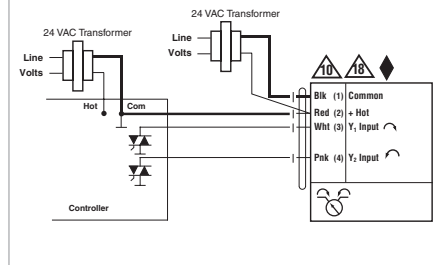 24 VAC Transformer
Line
Volts
Hot
Com
Controller
24 VAC Transformer
Line
Volts
10
18
Blk (1) Common
Red (2) + Hot
Wht (3) Y₁ Input
Pnk (4) Y₂ Input